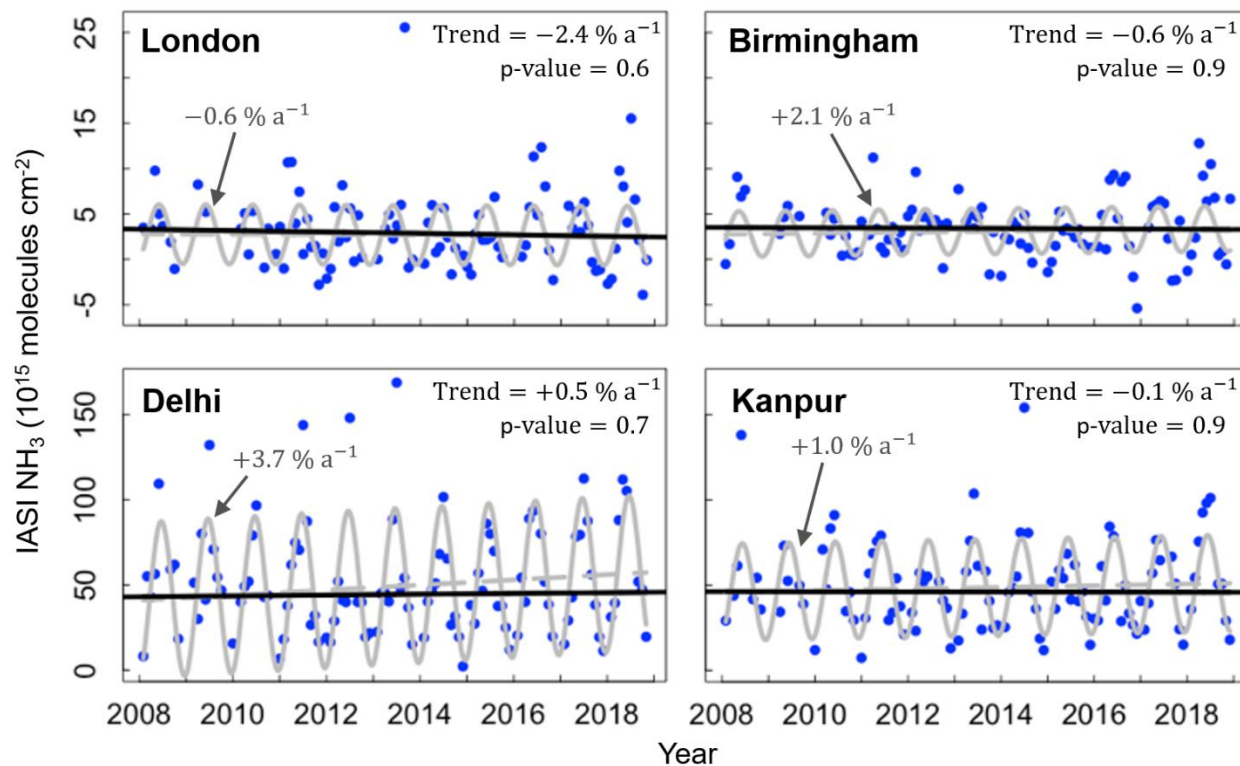 IASI NH₃ (10¹⁵ molecules cm⁻²)
London
Trend = −2.4 % a⁻¹
p-value = 0.6
−0.6 % a⁻¹
25
15
5
-5
Birmingham
Trend = −0.6 % a⁻¹
p-value = 0.9
+2.1 % a⁻¹
Delhi
Trend = +0.5 % a⁻¹
p-value = 0.7
+3.7 % a⁻¹
150
100
50
0
Kanpur
Trend = −0.1 % a⁻¹
p-value = 0.9
+1.0 % a⁻¹
2008 2010 2012 2014 2016 2018
2008 2010 2012 2014 2016 2018
Year